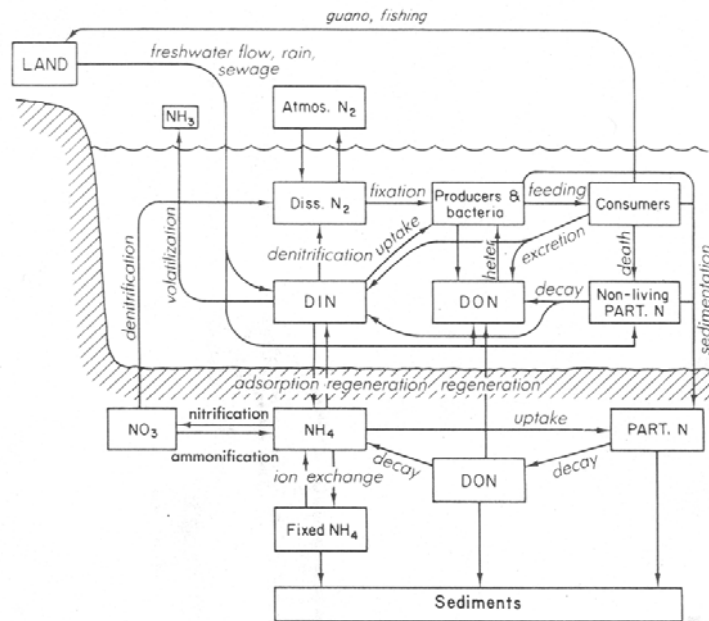 guano, fishing
LAND
freshwater flow, rain,
sewage
Atmos. N₂
NH₃
Diss. N₂
fixation
Producers &
bacteria
feeding
Consumers
denitrification
uptake
excretion
heter
death
volatilization
denitrification
sedimentation
DIN
DON
decay
Non-living
PART. N
adsorption regeneration regeneration
NO₃
nitrification
ammonification
NH₄
uptake
PART. N
decay
DON
decay
ion exchange
Fixed NH₄
Sediments